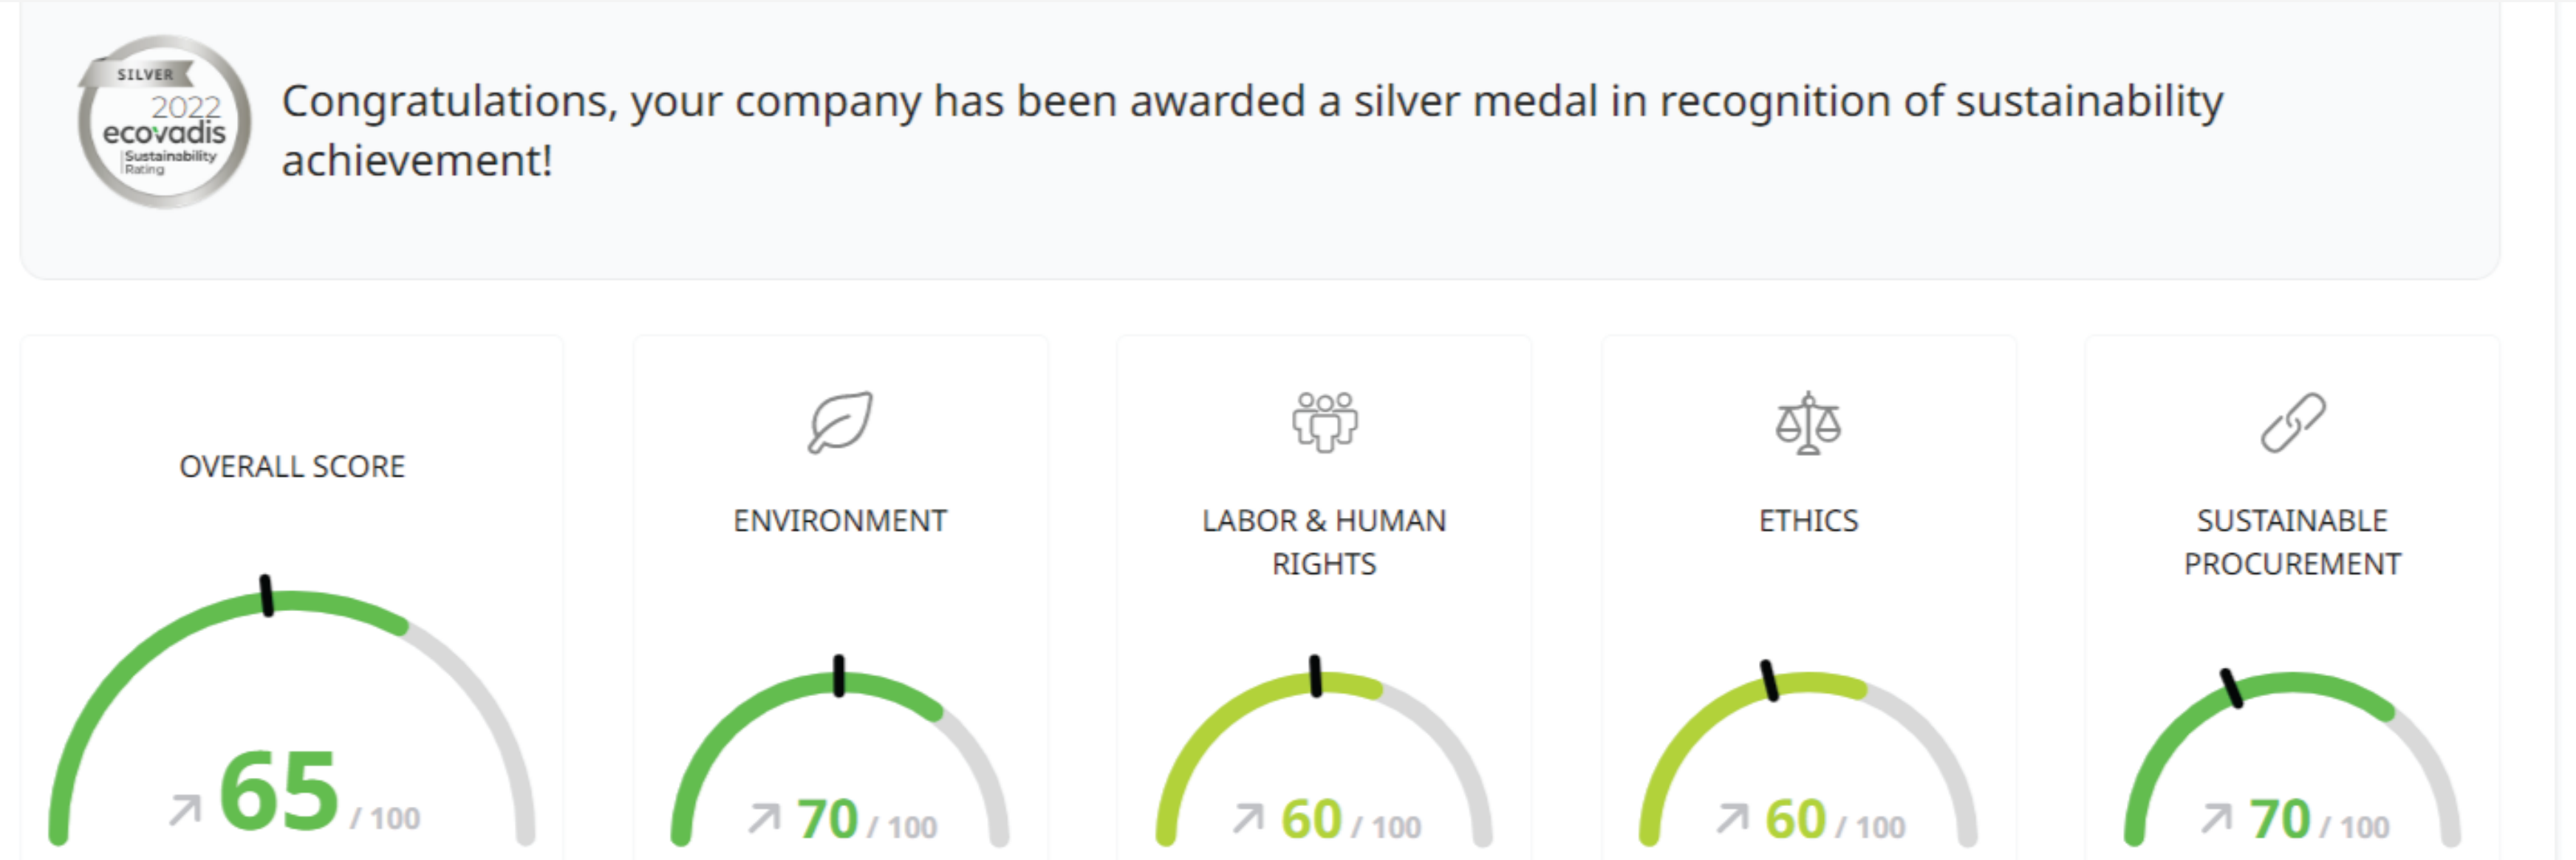 SILVER
2022
ecovadis
Sustainability
Rating
Congratulations, your company has been awarded a silver medal in recognition of sustainability
achievement!
OVERALL SCORE
65 / 100
ENVIRONMENT
70 / 100
LABOR & HUMAN
RIGHTS
60 / 100
ETHICS
60 / 100
SUSTAINABLE
PROCUREMENT
70 / 100